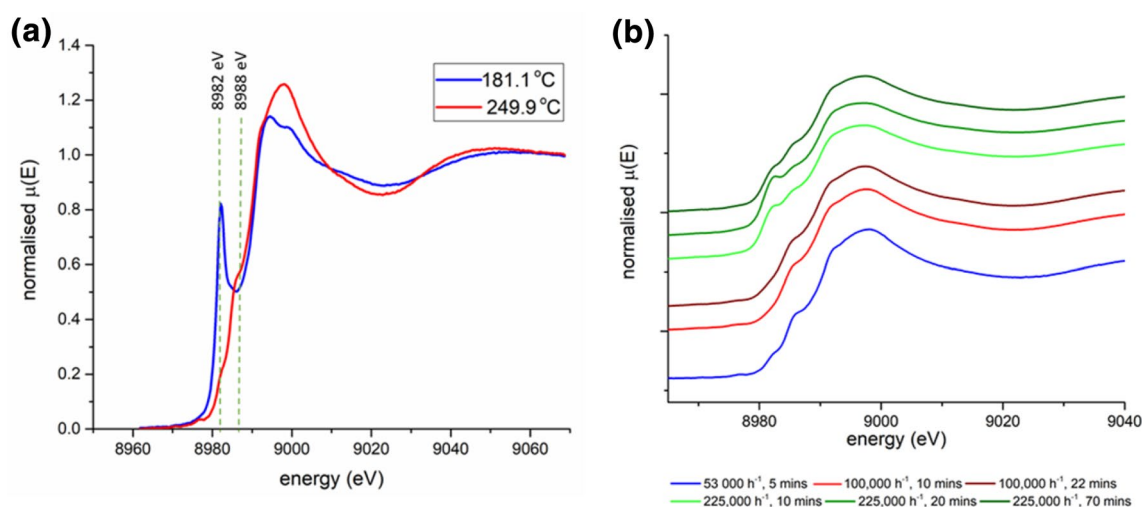 (a)
1.4
1.2
1.0
0.8
0.6
0.4
0.2
0.0
normalised μ(E)
8982 eV
8988 eV
181.1 °C
249.9 °C
8960 8980 9000 9020 9040 9060
energy (eV)
(b)
normalised μ(E)
8980 9000 9020 9040
energy (eV)
53 000 h⁻¹, 5 mins 100,000 h⁻¹, 10 mins 100,000 h⁻¹, 22 mins
225,000 h⁻¹, 10 mins 225,000 h⁻¹, 20 mins 225,000 h⁻¹, 70 mins